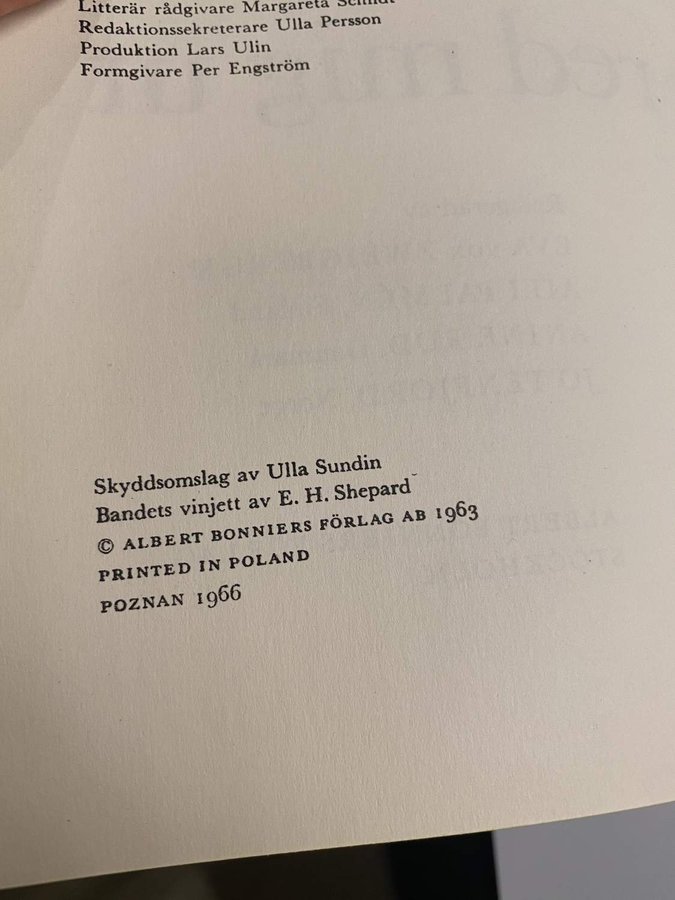 Litterär rådgivare Margareta
Redaktionssekreterare Ulla Persson
Produktion Lars Ulin
Formgivare Per Engström
Skyddsomslag av Ulla Sundin
Bandets vinjett av E. H. Shepard
© ALBERT BONNIERS FÖRLAG AB 1963
PRINTED IN POLAND
POZNAN 1966